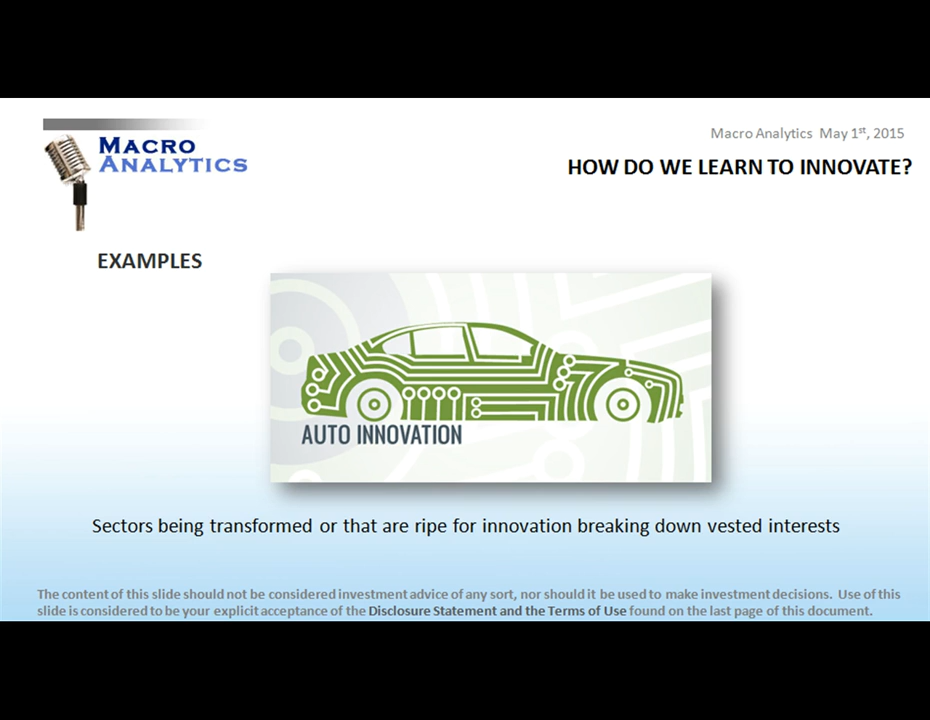 MACRO
ANALYTICS
Macro Analytics May 1st, 2015
HOW DO WE LEARN TO INNOVATE?
EXAMPLES
AUTO INNOVATION
Sectors being transformed or that are ripe for innovation breaking down vested interests
The content of this slide should not be considered investment advice of any sort, nor should it be used to make investment decisions. Use of this
slide is considered to be your explicit acceptance of the Disclosure Statement and the Terms of Use found on the last page of this document.